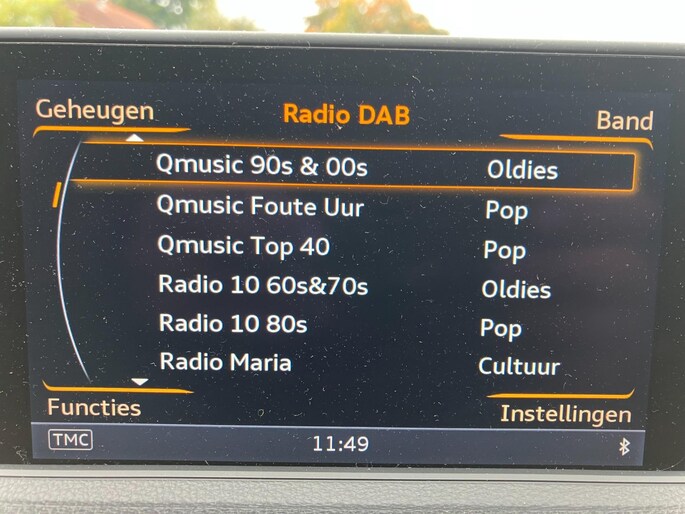 Geheugen Radio DAB Band
Qmusic 90s & 00s Oldies
Qmusic Foute Uur Pop
Qmusic Top 40 Pop
Radio 10 60s&70s Oldies
Radio 10 80s Pop
Radio Maria Cultuur
Functies Instellingen
TMC 11:49